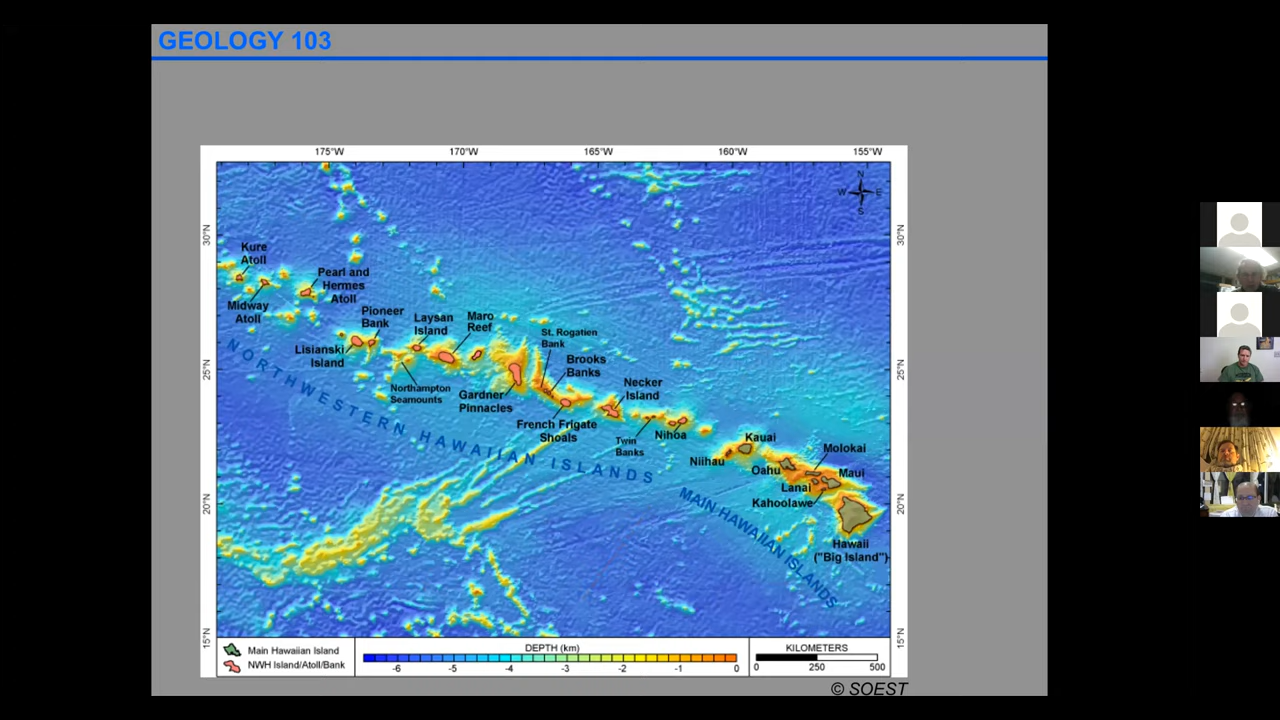 GEOLOGY 103
175°W 170°W 165°W 160°W 155°W
N
W E
S
30°N 30°N
Kure
Atoll
Pearl and
Hermes
Atoll
Midway
Atoll
Pioneer
Bank
Laysan
Island
Maro
Reef
St. Rogatien
Bank
Brooks
Banks
Lisianski
Island
25°N 25°N
Northampton
Seamounts
Gardner
Pinnacles
Necker
Island
French Frigate
Shoals
Twin
Banks
Nihoa
NORTHWESTERN HAWAIIAN ISLANDS
Kauai
Niihau
Oahu
Molokai
Maui
Lanai
Kahoolawe
20°N 20°N
MAIN HAWAIIAN ISLANDS
Hawaii
("Big Island")
15°N 15°N
Main Hawaiian Island
NWH Island/Atoll/Bank
DEPTH (km)
-6 -5 -4 -3 -2 -1 0
KILOMETERS
0 250 500
© SOEST